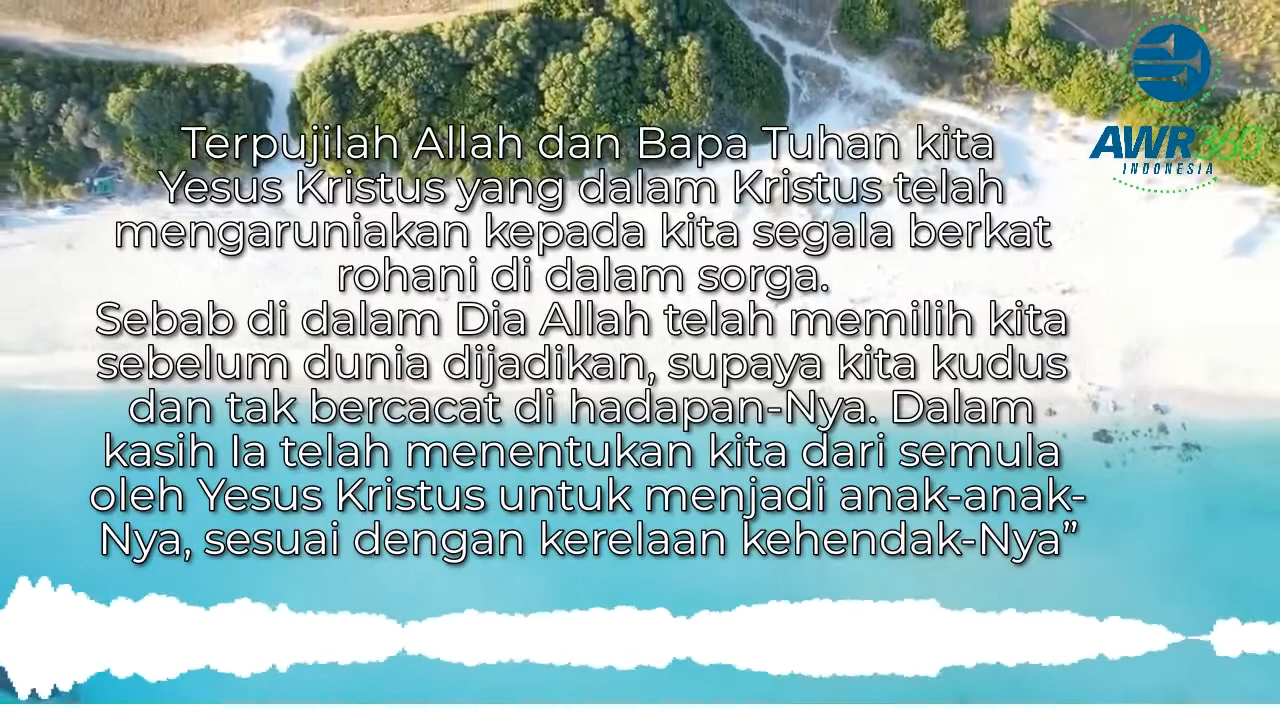 Terpujilah Allah dan Bapa Tuhan kita
Yesus Kristus yang dalam Kristus telah
mengaruniakan kepada kita segala berkat
rohani di dalam sorga.
Sebab di dalam Dia Allah telah memilih kita
sebelum dunia dijadikan, supaya kita kudus
dan tak bercacat di hadapan-Nya. Dalam
kasih Ia telah menentukan kita dari semula
oleh Yesus Kristus untuk menjadi anak-anak-
Nya, sesuai dengan kerelaan kehendak-Nya”
AWR360
INDONESIA